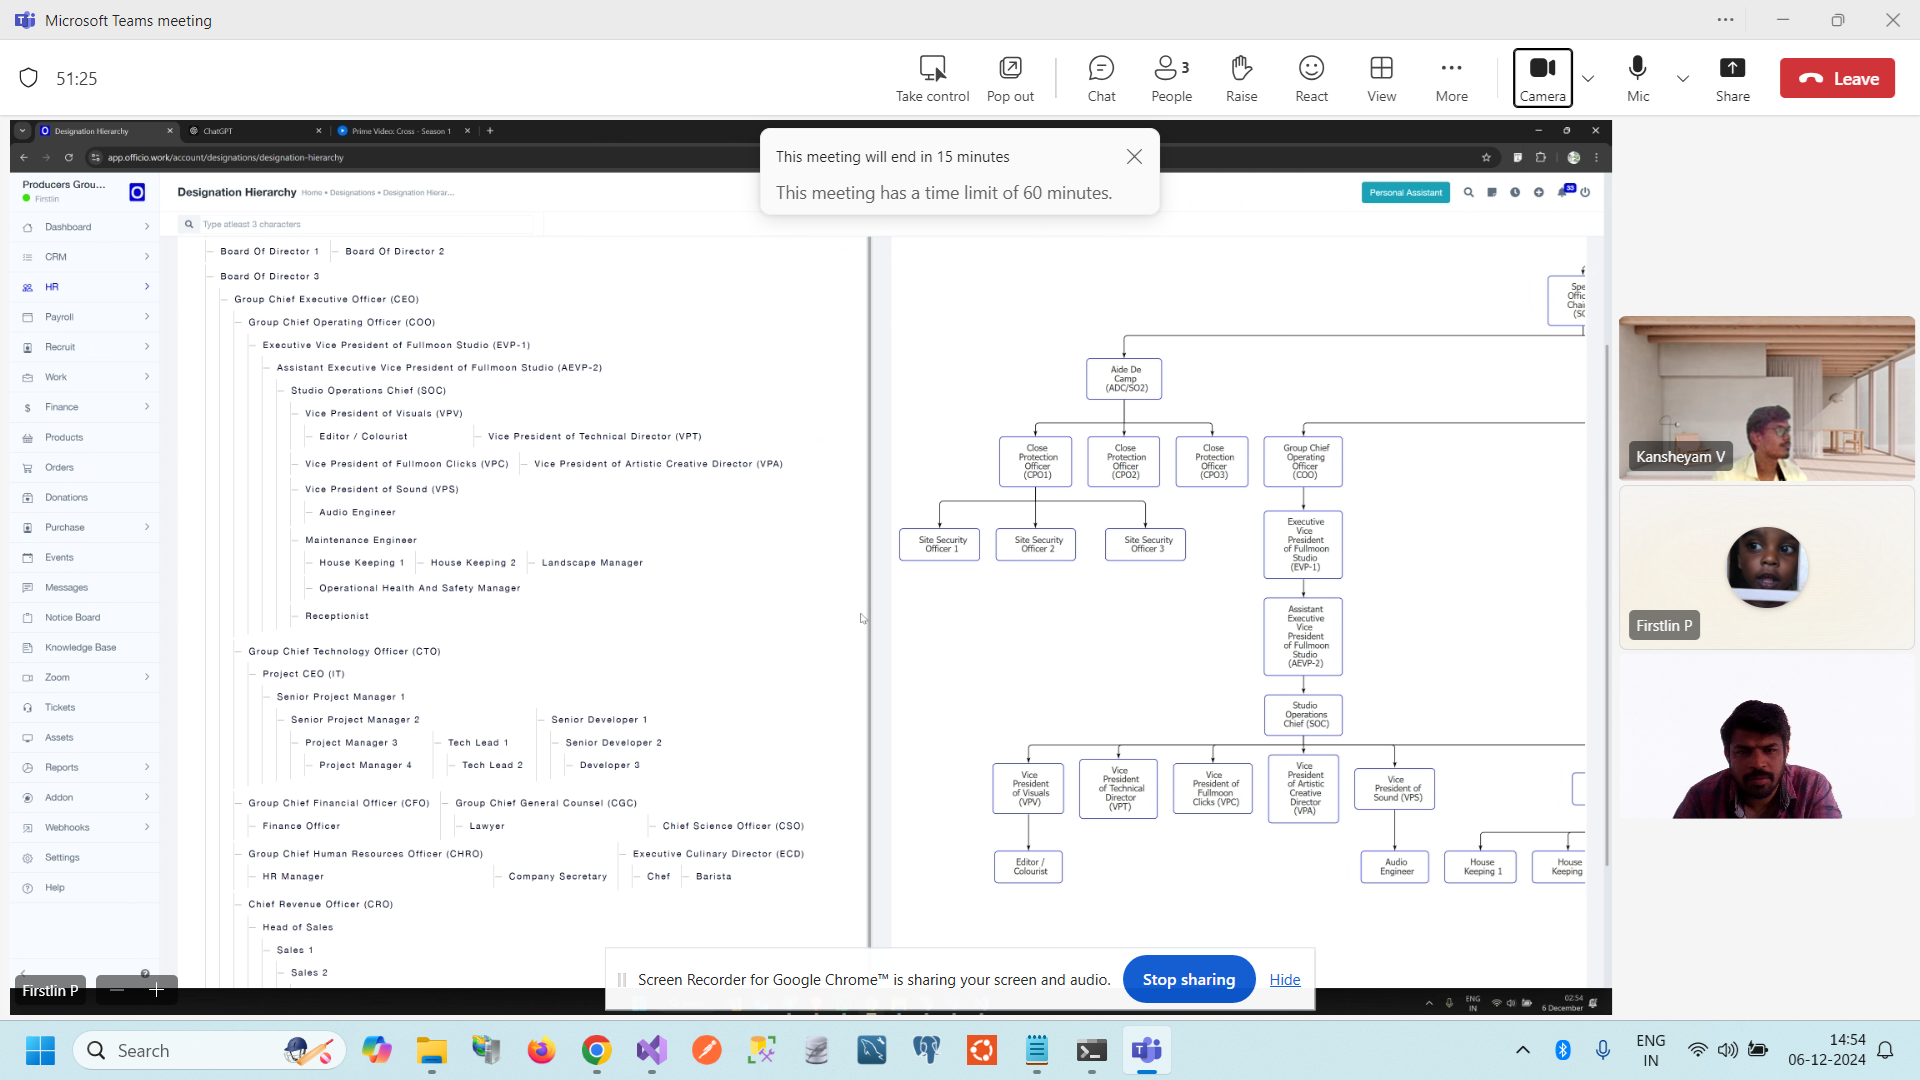 Microsoft Teams meeting
51:25
Take control
Pop out
Chat
3
People
Raise
React
View
More
Camera
Mic
Share
Leave
Designation Hierarchy
ChatGPT
Prime Video: Cross - Season 1
app.officio.work/account/designations/designation-hierarchy
This meeting will end in 15 minutes
This meeting has a time limit of 60 minutes.
Producers Grou...
Firstlin
Designation Hierarchy
Home • Designations • Designation Hierar...
Personal Assistant
33
Type atleast 3 characters
Dashboard
CRM
HR
Payroll
Recruit
Work
Finance
Products
Orders
Donations
Purchase
Events
Messages
Notice Board
Knowledge Base
Zoom
Tickets
Assets
Reports
Addon
Webhooks
Settings
Help
Board Of Director 1
Board Of Director 2
Board Of Director 3
Group Chief Executive Officer (CEO)
Group Chief Operating Officer (COO)
Executive Vice President of Fullmoon Studio (EVP-1)
Assistant Executive Vice President of Fullmoon Studio (AEVP-2)
Studio Operations Chief (SOC)
Vice President of Visuals (VPV)
Editor / Colourist
Vice President of Technical Director (VPT)
Vice President of Fullmoon Clicks (VPC)
Vice President of Artistic Creative Director (VPA)
Vice President of Sound (VPS)
Audio Engineer
Maintenance Engineer
House Keeping 1
House Keeping 2
Landscape Manager
Operational Health And Safety Manager
Receptionist
Group Chief Technology Officer (CTO)
Project CEO (IT)
Senior Project Manager 1
Senior Project Manager 2
Senior Developer 1
Project Manager 3
Tech Lead 1
Senior Developer 2
Project Manager 4
Tech Lead 2
Developer 3
Group Chief Financial Officer (CFO)
Group Chief General Counsel (CGC)
Finance Officer
Lawyer
Chief Science Officer (CSO)
Group Chief Human Resources Officer (CHRO)
Executive Culinary Director (ECD)
HR Manager
Company Secretary
Chef
Barista
Chief Revenue Officer (CRO)
Head of Sales
Sales 1
Sales 2
Spe
Offic
Chai
(SO
Aide De
Camp
(ADC/SO2)
Close
Protection
Officer
(CPO1)
Close
Protection
Officer
(CPO2)
Close
Protection
Officer
(CPO3)
Group Chief
Operating
Officer
(COO)
Site Security
Officer 1
Site Security
Officer 2
Site Security
Officer 3
Executive
Vice
President
of Fullmoon
Studio
(EVP-1)
Assistant
Executive
Vice
President
of Fullmoon
Studio
(AEVP-2)
Studio
Operations
Chief (SOC)
Vice
President
of Visuals
(VPV)
Vice
President
of Technical
Director
(VPT)
Vice
President of
Fullmoon
Clicks (VPC)
Vice
President
of Artistic
Creative
Director
(VPA)
Vice
President of
Sound (VPS)
Editor /
Colourist
Audio
Engineer
House
Keeping 1
House
Keeping
Kansheyam V
Firstlin P
Firstlin P
Screen Recorder for Google Chrome™ is sharing your screen and audio.
Stop sharing
Hide
ENG
IN
02:54
6 December
Search
ENG
IN
14:54
06-12-2024